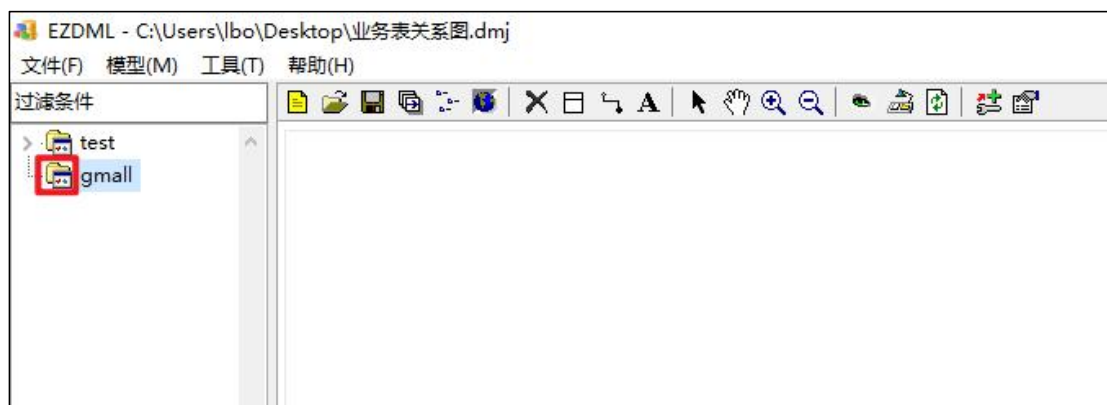 EZDML - C:\Users\lbo\Desktop\业务表关系图.dmj
文件(F) 模型(M) 工具(T) 帮助(H)
过滤条件
test
gmall